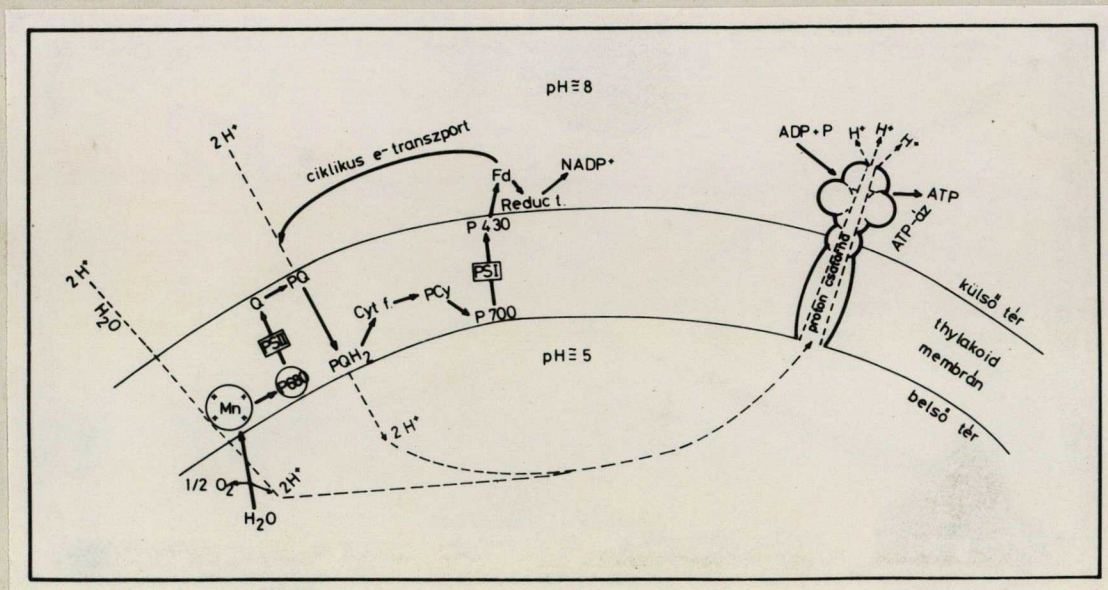 pH≅8
2H⁺
ciklikus e⁻transzport
ADP+P
H⁺
H⁺
H⁺
Fd
NADP⁺
Reduct.
ATP
ATP-áz
P 430
2H⁺
H₂O
Q
PQ
PSI
proton csatorna
külső tér
Cyt f.
PCy
P 700
PSII
thylakoid
membrán
PQH₂
pH≅5
P680
Mn
belső tér
2H⁺
1/2 O₂
2H⁺
H₂O